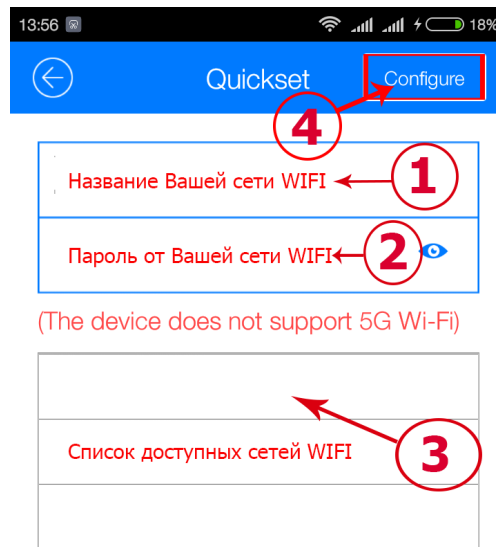 13:56 18%
Quickset Configure
4
Название Вашей сети WIFI 1
Пароль от Вашей сети WIFI 2
(The device does not support 5G Wi-Fi)
Список доступных сетей WIFI 3